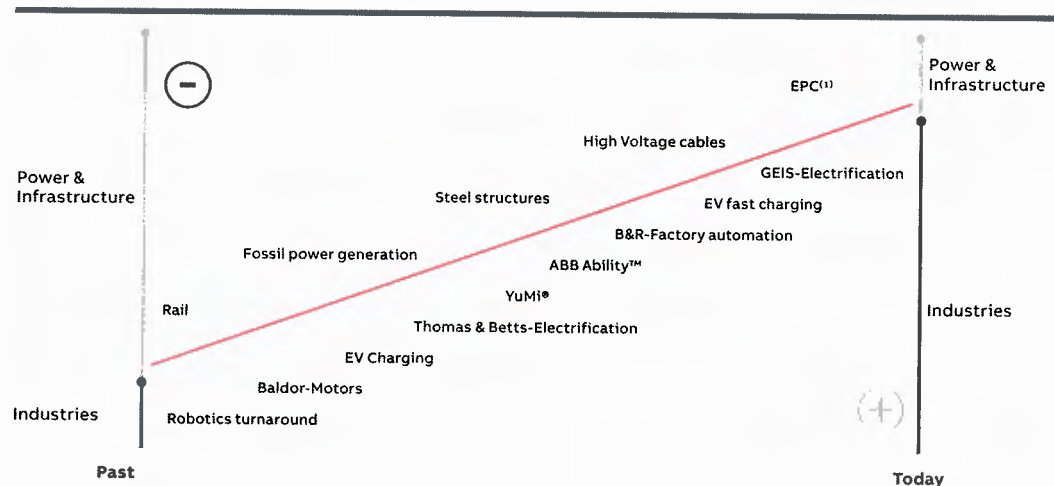 Power &
Infrastructure
Industries
Past
−
EPC(1)
High Voltage cables
Steel structures
Fossil power generation
Rail
GEIS-Electrification
EV fast charging
B&R-Factory automation
ABB Ability™
YuMi®
Thomas & Betts-Electrification
EV Charging
Baldor-Motors
Robotics turnaround
(+)
Power &
Infrastructure
Industries
Today